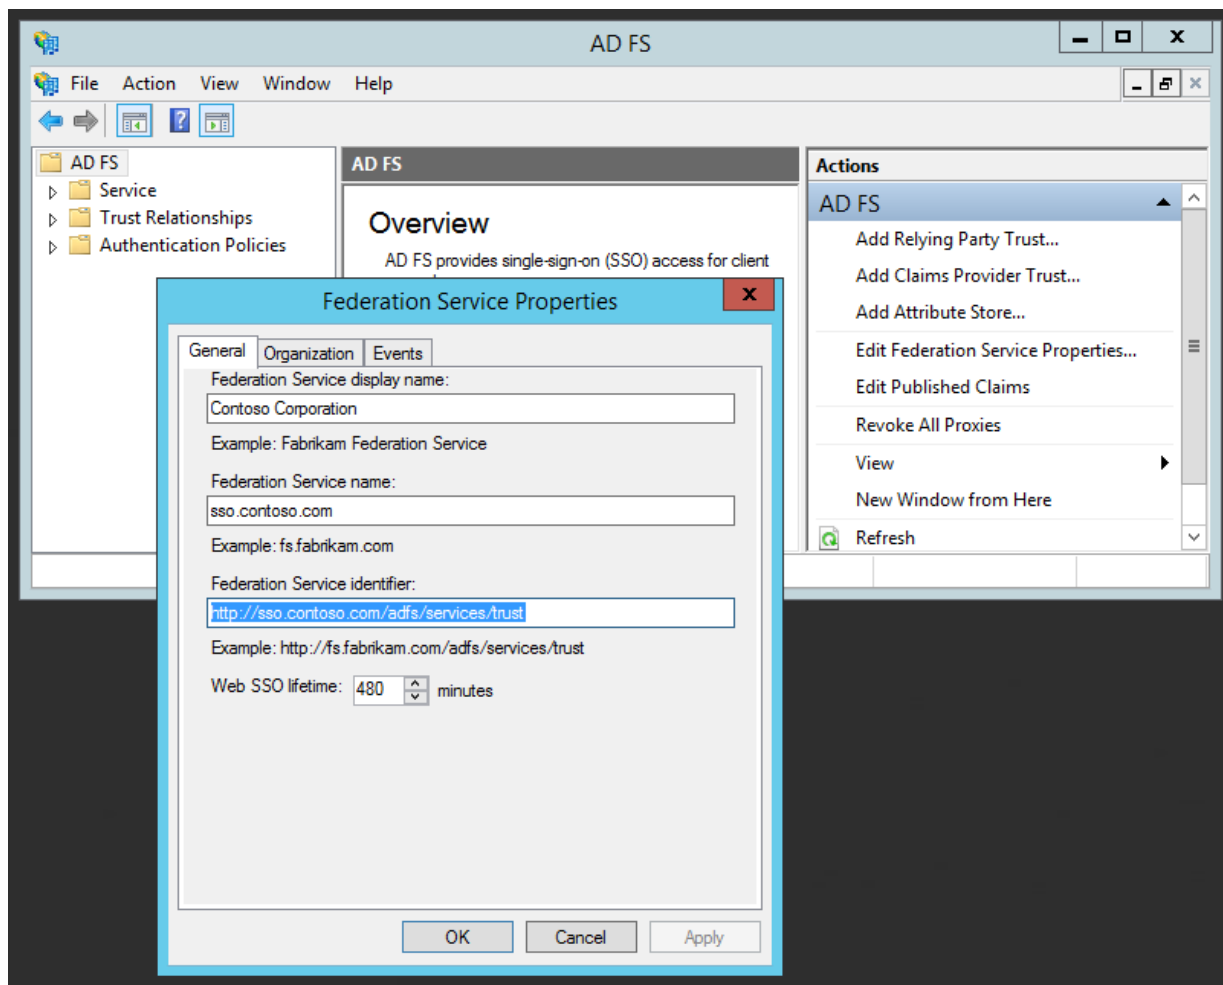 AD FS
File Action View Window Help
AD FS
Service
Trust Relationships
Authentication Policies
AD FS
Overview
AD FS provides single-sign-on (SSO) access for client
Actions
AD FS
Add Relying Party Trust...
Add Claims Provider Trust...
Add Attribute Store...
Edit Federation Service Properties...
Edit Published Claims
Revoke All Proxies
View
New Window from Here
Refresh
Federation Service Properties
General Organization Events
Federation Service display name:
Contoso Corporation
Example: Fabrikam Federation Service
Federation Service name:
sso.contoso.com
Example: fs.fabrikam.com
Federation Service identifier:
http://sso.contoso.com/adfs/services/trust
Example: http://fs.fabrikam.com/adfs/services/trust
Web SSO lifetime: 480 minutes
OK Cancel Apply